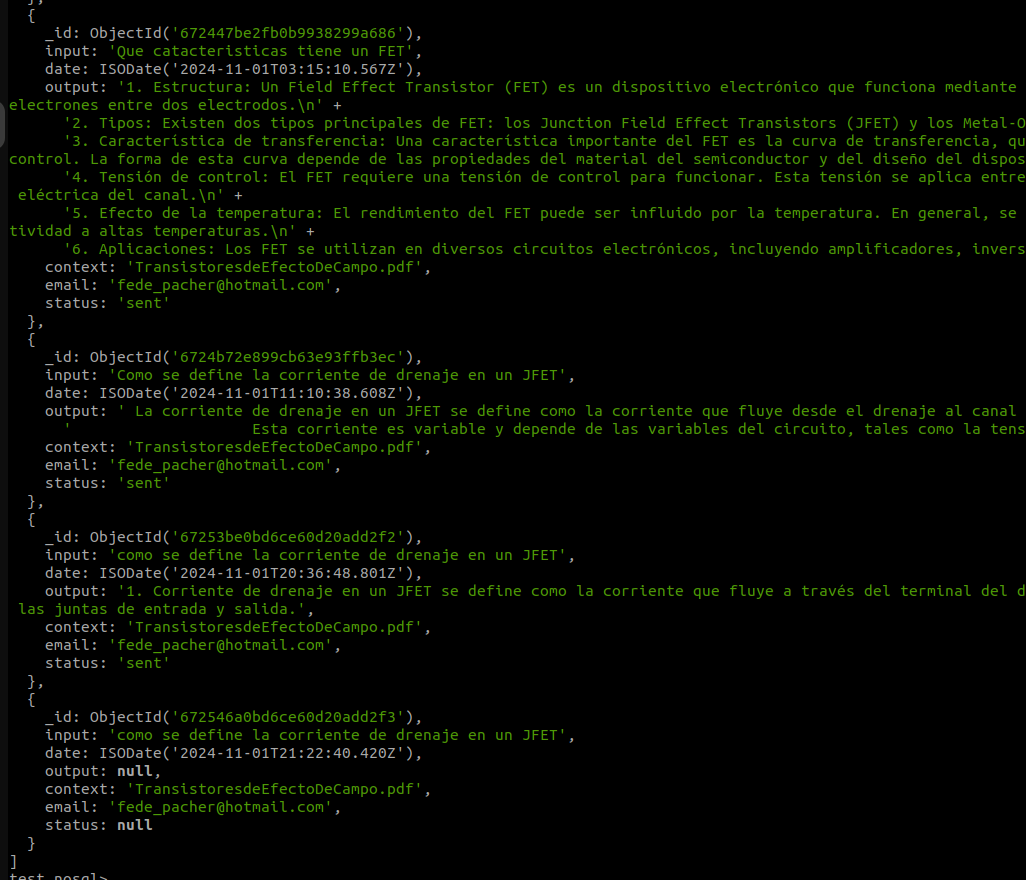 },
{
_id: ObjectId('672447be2fb0b9938299a686'),
input: 'Que catacteristicas tiene un FET',
date: ISODate('2024-11-01T03:15:10.567Z'),
output: '1. Estructura: Un Field Effect Transistor (FET) es un dispositivo electrónico que funciona mediante
electrones entre dos electrodos.\n' +
'2. Tipos: Existen dos tipos principales de FET: los Junction Field Effect Transistors (JFET) y los Metal-O
'3. Característica de transferencia: Una característica importante del FET es la curva de transferencia, qu
control. La forma de esta curva depende de las propiedades del material del semiconductor y del diseño del dispos
'4. Tensión de control: El FET requiere una tensión de control para funcionar. Esta tensión se aplica entre
eléctrica del canal.\n' +
'5. Efecto de la temperatura: El rendimiento del FET puede ser influido por la temperatura. En general, se
tividad a altas temperaturas.\n' +
'6. Aplicaciones: Los FET se utilizan en diversos circuitos electrónicos, incluyendo amplificadores, invers
context: 'TransistoresdeEfectoDeCampo.pdf',
email: 'fede_pacher@hotmail.com',
status: 'sent'
},
{
_id: ObjectId('6724b72e899cb63e93ffb3ec'),
input: 'Como se define la corriente de drenaje en un JFET',
date: ISODate('2024-11-01T11:10:38.608Z'),
output: ' La corriente de drenaje en un JFET se define como la corriente que fluye desde el drenaje al canal
' Esta corriente es variable y depende de las variables del circuito, tales como la tens
context: 'TransistoresdeEfectoDeCampo.pdf',
email: 'fede_pacher@hotmail.com',
status: 'sent'
},
{
_id: ObjectId('67253be0bd6ce60d20add2f2'),
input: 'como se define la corriente de drenaje en un JFET',
date: ISODate('2024-11-01T20:36:48.801Z'),
output: '1. Corriente de drenaje en un JFET se define como la corriente que fluye a través del terminal del d
las juntas de entrada y salida.',
context: 'TransistoresdeEfectoDeCampo.pdf',
email: 'fede_pacher@hotmail.com',
status: 'sent'
},
{
_id: ObjectId('672546a0bd6ce60d20add2f3'),
input: 'como se define la corriente de drenaje en un JFET',
date: ISODate('2024-11-01T21:22:40.420Z'),
output: null,
context: 'TransistoresdeEfectoDeCampo.pdf',
email: 'fede_pacher@hotmail.com',
status: null
}
]
test_nosql>